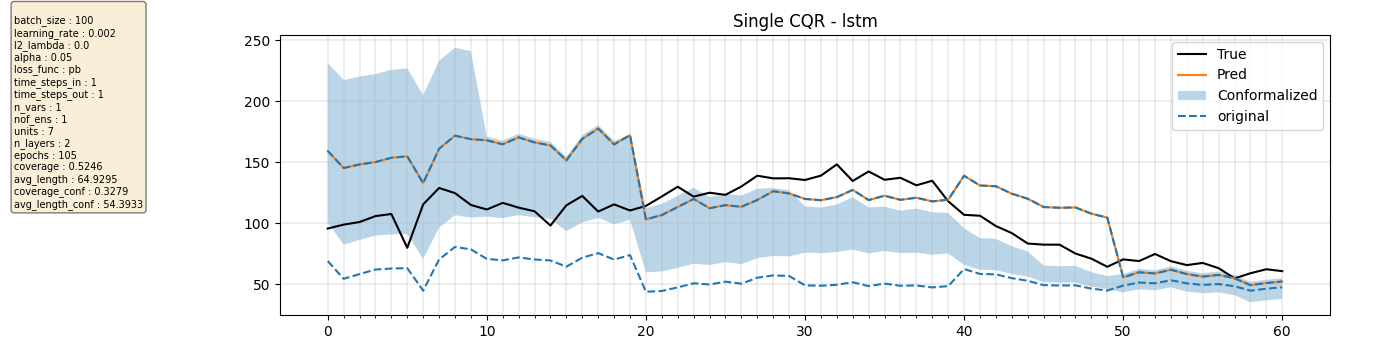 batch_size : 100
learning_rate : 0.002
l2_lambda : 0.0
alpha : 0.05
loss_func : pb
time_steps_in : 1
time_steps_out : 1
n_vars : 1
nof_ens : 1
units : 7
n_layers : 2
epochs : 105
coverage : 0.5246
avg_length : 64.9295
coverage_conf : 0.3279
avg_length_conf : 54.3933
Single CQR - lstm
250
200
150
100
50
True
Pred
Conformalized
original
0 10 20 30 40 50 60